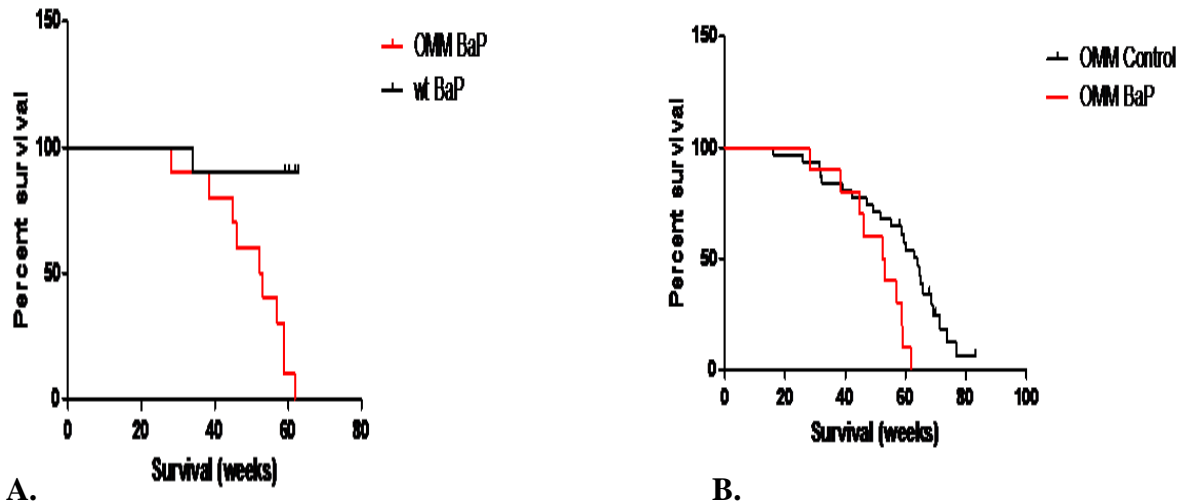 150
100
50
0
Percent survival
0 20 40 60 80
Survival (weeks)
OMM BaP
wt BaP
A.
150
100
50
0
Percent survival
0 20 40 60 80 100
Survival (weeks)
OMM Control
OMM BaP
B.